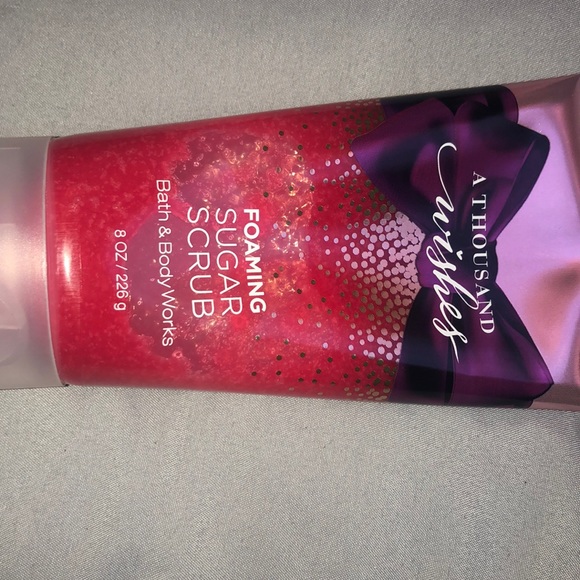 A THOUSAND
wishes
FOAMING
SUGAR
SCRUB
Bath & Body Works
8 OZ / 226 g